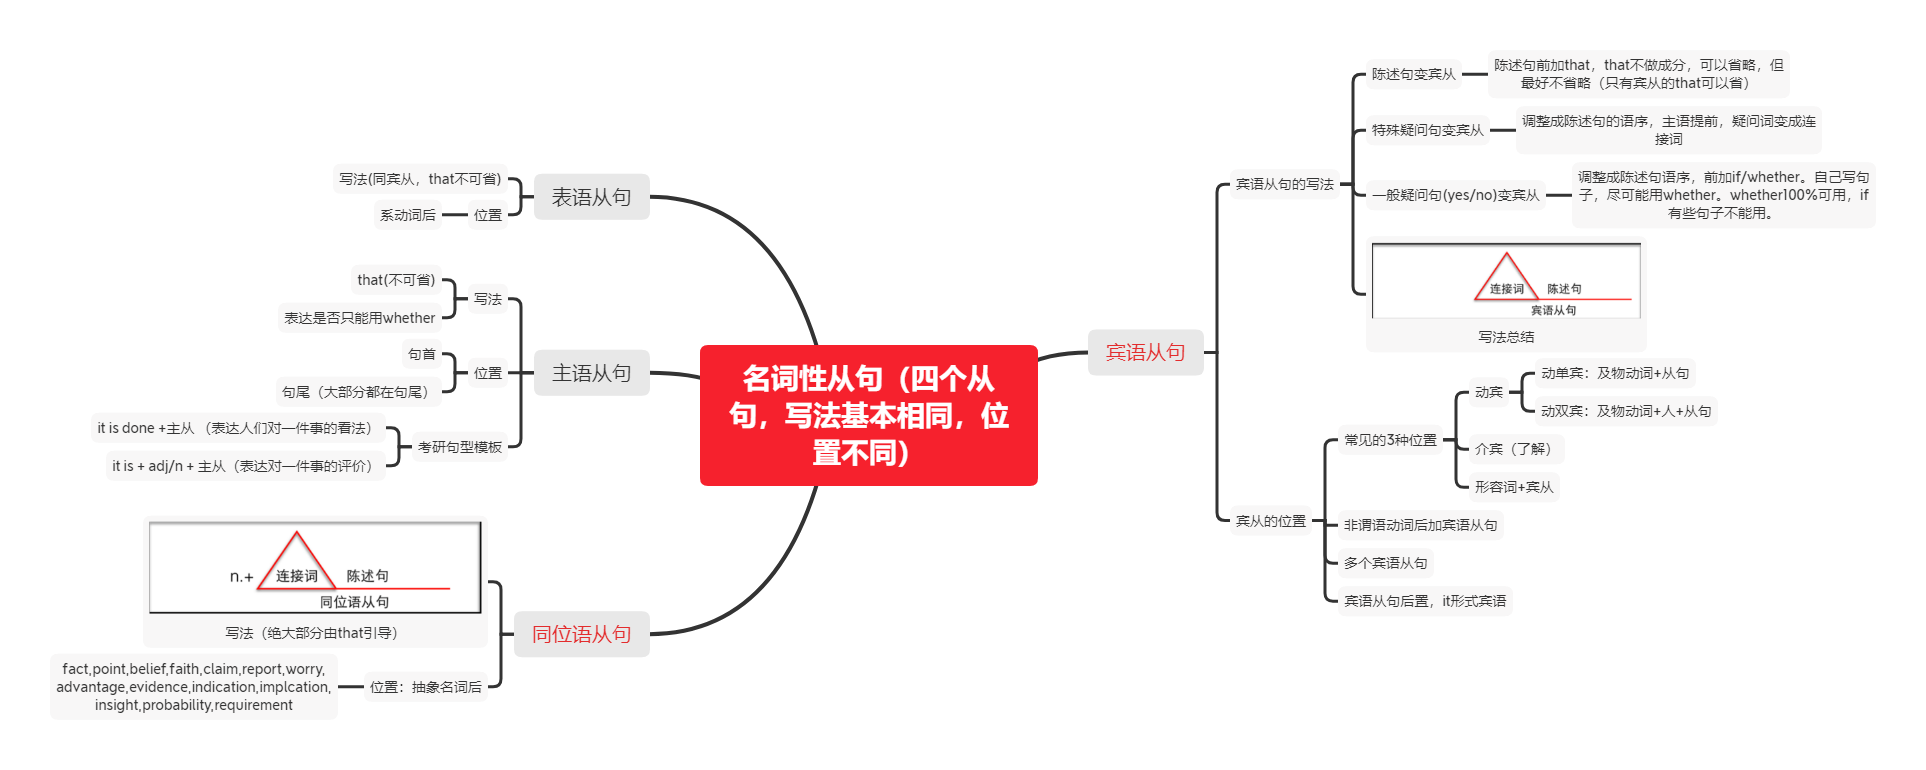 名词性从句（四个从
句，写法基本相同，位
置不同）
宾语从句
宾语从句的写法
陈述句变宾从
陈述句前加that，that不做成分，可以省略，但
最好不省略（只有宾从的that可以省）
特殊疑问句变宾从
调整成陈述句的语序，主语提前，疑问词变成连
接词
一般疑问句(yes/no)变宾从
调整成陈述句语序，前加if/whether。自己写句
子，尽可能用whether。whether100%可用，if
有些句子不能用。
连接词 陈述句
宾语从句
写法总结
宾从的位置
常见的3种位置
动宾
动单宾：及物动词+从句
动双宾：及物动词+人+从句
介宾（了解）
形容词+宾从
非谓语动词后加宾语从句
多个宾语从句
宾语从句后置，it形式宾语
表语从句
写法(同宾从，that不可省)
位置
系动词后
主语从句
写法
that(不可省)
表达是否只能用whether
位置
句首
句尾（大部分都在句尾）
考研句型模板
it is done +主从 （表达人们对一件事的看法）
it is + adj/n + 主从（表达对一件事的评价）
同位语从句
n.+ 连接词 陈述句
同位语从句
写法（绝大部分由that引导）
位置：抽象名词后
fact,point,belief,faith,claim,report,worry,
advantage,evidence,indication,implcation,
insight,probability,requirement